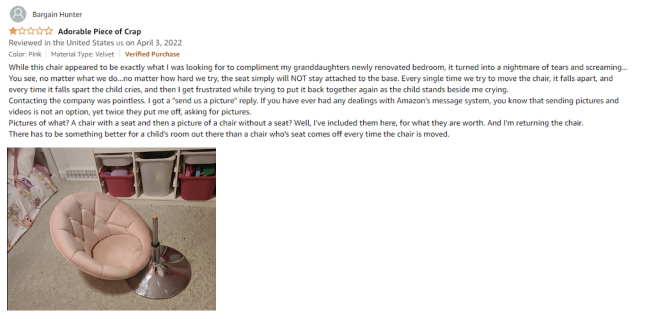 Bargain Hunter
Adorable Piece of Crap
Reviewed in the United States us on April 3, 2022
Color: Pink Material Type: Velvet Verified Purchase
While this chair appeared to be exactly what I was looking for to compliment my granddaughters newly renovated bedroom, it turned into a nightmare of tears and screaming...
You see, no matter what we do...no matter how hard we try, the seat simply will NOT stay attached to the base. Every single time we try to move the chair, it falls apart, and
every time it falls spart the child cries, and then I get frustrated while trying to put it back together again as the child stands beside me crying.
Contacting the company was pointless. I got a "send us a picture" reply. If you have ever had any dealings with Amazon's message system, you know that sending pictures and
videos is not an option, yet twice they put me off, asking for pictures.
Pictures of what? A chair with a seat and then a picture of a chair without a seat? Well, I've included them here, for what they are worth. And I'm returning the chair.
There has to be something better for a child's room out there than a chair who's seat comes off every time the chair is moved.